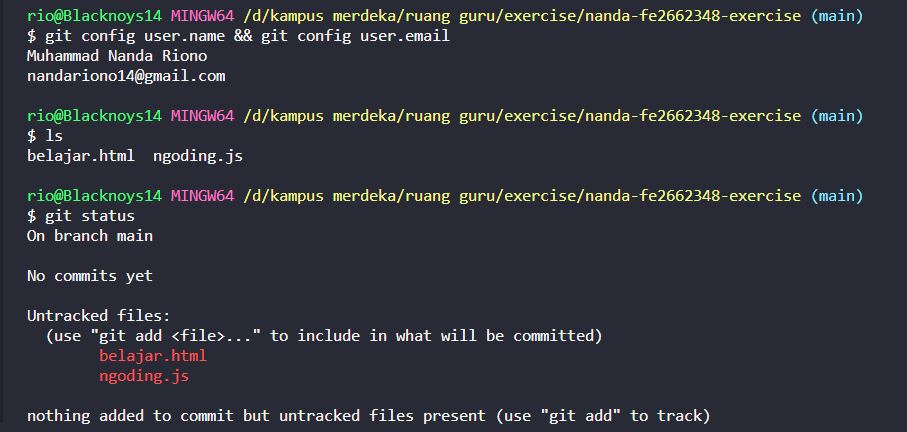 rio@Blacknoys14 MINGW64 /d/kampus merdeka/ruang guru/exercise/nanda-fe2662348-exercise (main)
$ git config user.name && git config user.email
Muhammad Nanda Riono
nandariono14@gmail.com
rio@Blacknoys14 MINGW64 /d/kampus merdeka/ruang guru/exercise/nanda-fe2662348-exercise (main)
$ ls
belajar.html  ngoding.js
rio@Blacknoys14 MINGW64 /d/kampus merdeka/ruang guru/exercise/nanda-fe2662348-exercise (main)
$ git status
On branch main
No commits yet
Untracked files:
  (use "git add <file>..." to include in what will be committed)
        belajar.html
        ngoding.js
nothing added to commit but untracked files present (use "git add" to track)